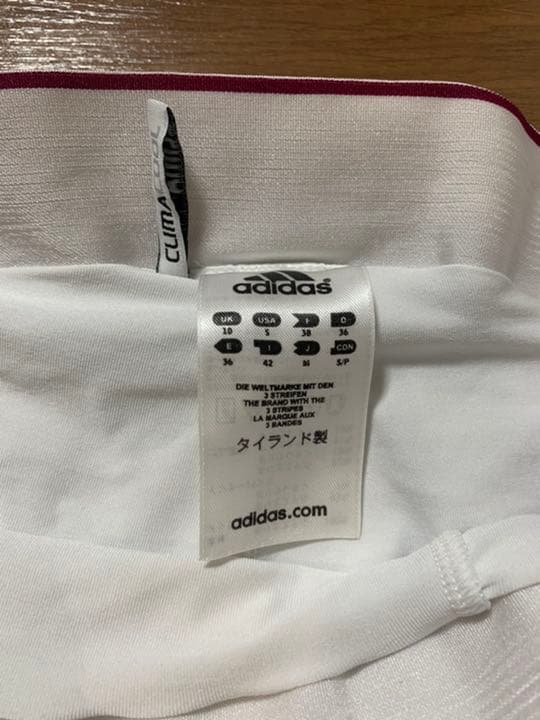 CLIMACOOL
adidas
UK USA F D
10 S 38 36
E I J CDN
36 42 M S/P
DIE WELTMARKE MIT DEN
3 STREIFEN
THE BRAND WITH THE
3 STRIPES
LA MARQUE AUX
3 BANDES
タイランド製
adidas.com